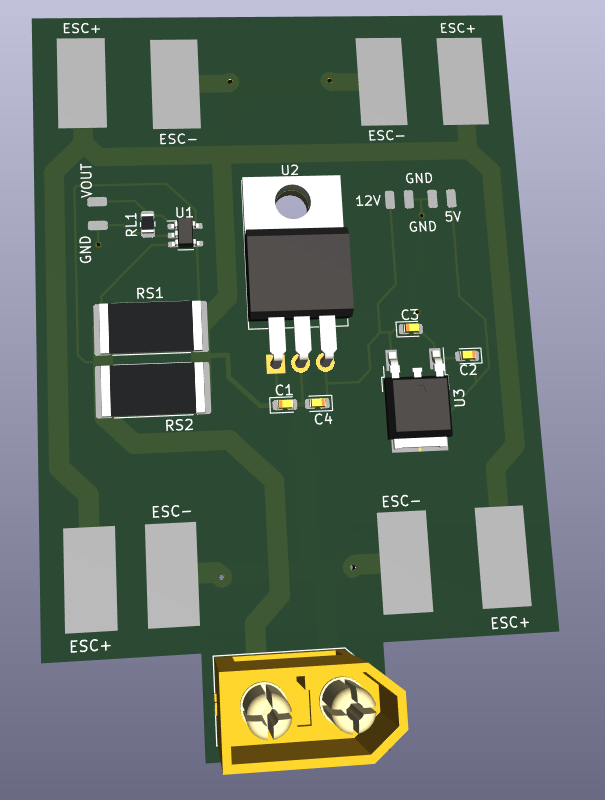 ESC+
ESC+
ESC-
ESC-
U2
GND
VOUT
12V
5V
U1
RL1
GND
GND
RS1
C3
C2
C1
C4
U3
RS2
ESC-
ESC-
ESC+
ESC+